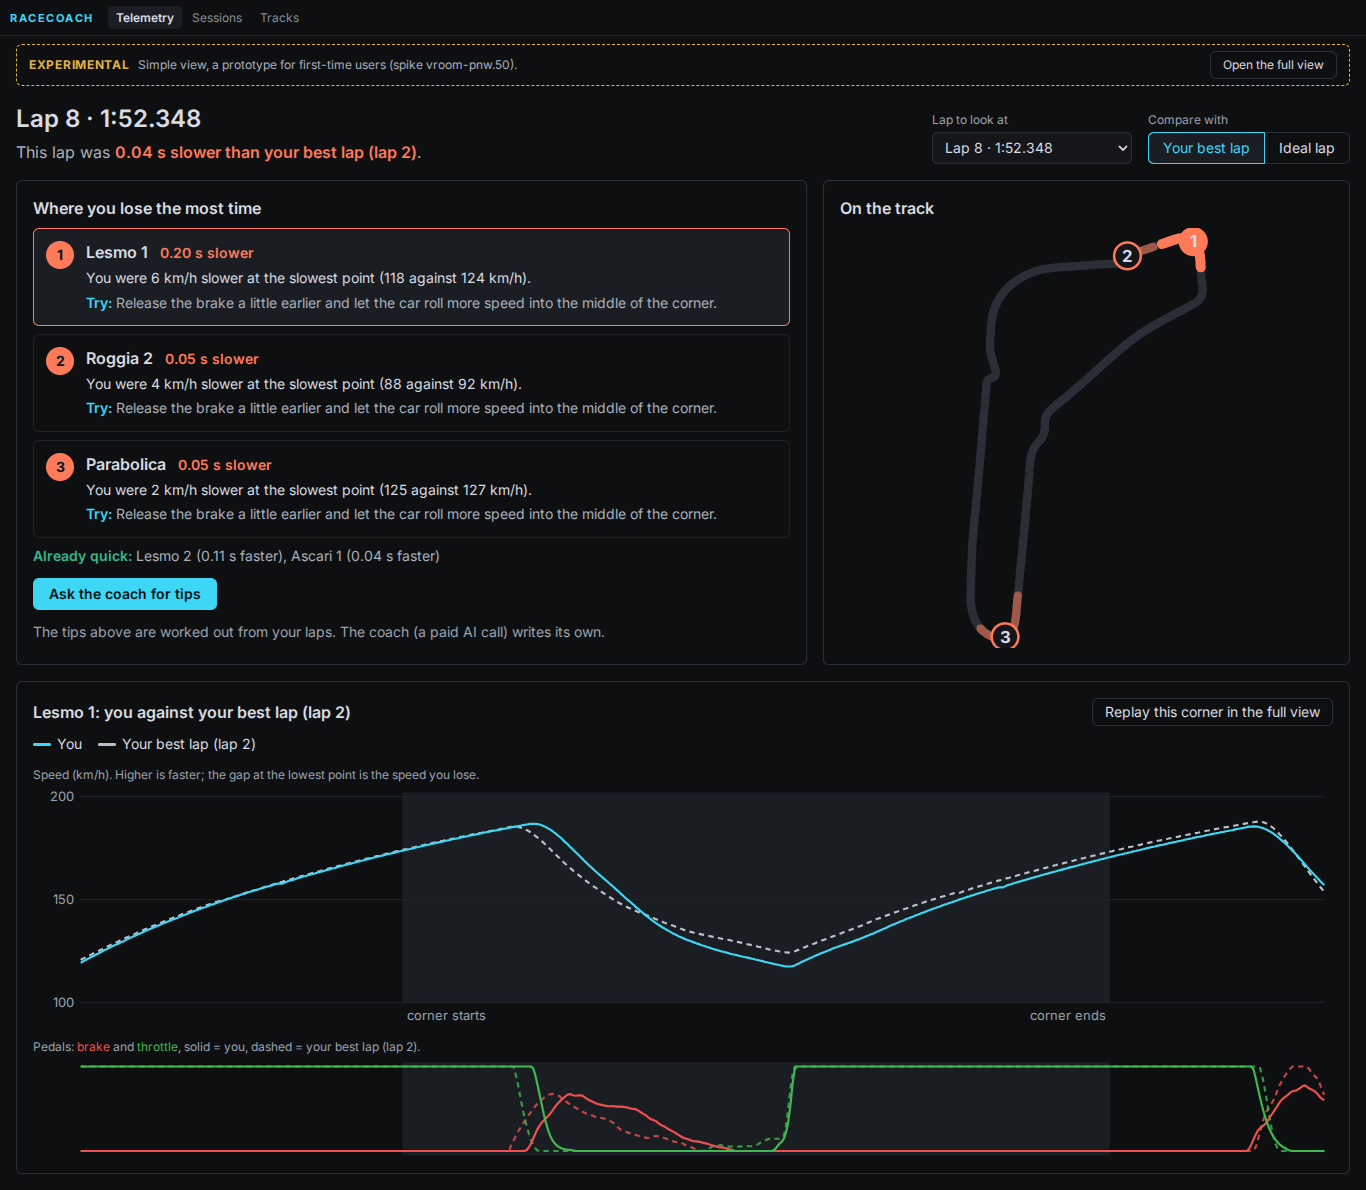 RACECOACH Telemetry Sessions Tracks
EXPERIMENTAL Simple view, a prototype for first-time users (spike vroom-pnw.50). Open the full view
Lap 8 · 1:52.348
This lap was 0.04 s slower than your best lap (lap 2).
Lap to look at
Lap 8 · 1:52.348
Compare with
Your best lap Ideal lap
Where you lose the most time
1 Lesmo 1 0.20 s slower
You were 6 km/h slower at the slowest point (118 against 124 km/h).
Try: Release the brake a little earlier and let the car roll more speed into the middle of the corner.
2 Roggia 2 0.05 s slower
You were 4 km/h slower at the slowest point (88 against 92 km/h).
Try: Release the brake a little earlier and let the car roll more speed into the middle of the corner.
3 Parabolica 0.05 s slower
You were 2 km/h slower at the slowest point (125 against 127 km/h).
Try: Release the brake a little earlier and let the car roll more speed into the middle of the corner.
Already quick: Lesmo 2 (0.11 s faster), Ascari 1 (0.04 s faster)
Ask the coach for tips
The tips above are worked out from your laps. The coach (a paid AI call) writes its own.
On the track
1
2
3
Lesmo 1: you against your best lap (lap 2)
Replay this corner in the full view
You Your best lap (lap 2)
Speed (km/h). Higher is faster; the gap at the lowest point is the speed you lose.
200
150
100
corner starts corner ends
Pedals: brake and throttle, solid = you, dashed = your best lap (lap 2).